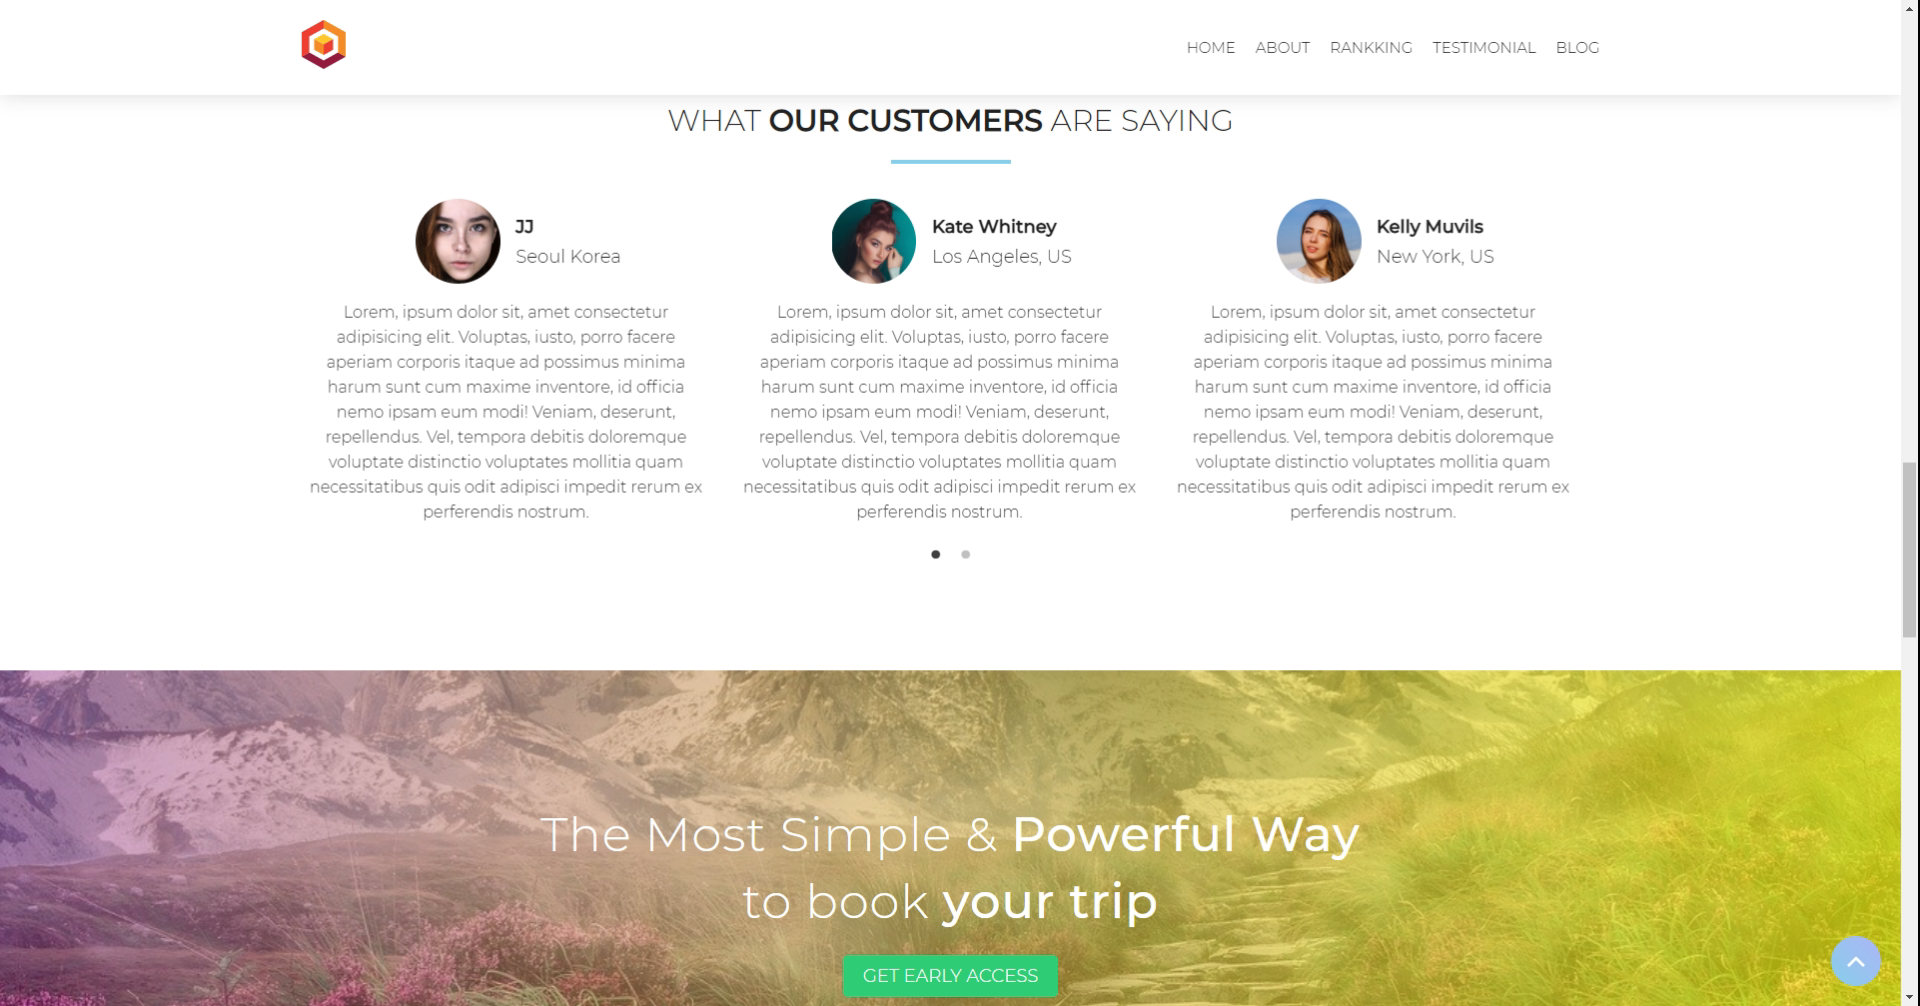 HOME ABOUT RANKKING TESTIMONIAL BLOG
WHAT OUR CUSTOMERS ARE SAYING
JJ
Seoul Korea
Lorem, ipsum dolor sit, amet consectetur
adipisicing elit. Voluptas, iusto, porro facere
aperiam corporis itaque ad possimus minima
harum sunt cum maxime inventore, id officia
nemo ipsam eum modi! Veniam, deserunt,
repellendus. Vel, tempora debitis doloremque
voluptate distinctio voluptates mollitia quam
necessitatibus quis odit adipisci impedit rerum ex
perferendis nostrum.
Kate Whitney
Los Angeles, US
Lorem, ipsum dolor sit, amet consectetur
adipisicing elit. Voluptas, iusto, porro facere
aperiam corporis itaque ad possimus minima
harum sunt cum maxime inventore, id officia
nemo ipsam eum modi! Veniam, deserunt,
repellendus. Vel, tempora debitis doloremque
voluptate distinctio voluptates mollitia quam
necessitatibus quis odit adipisci impedit rerum ex
perferendis nostrum.
Kelly Muvils
New York, US
Lorem, ipsum dolor sit, amet consectetur
adipisicing elit. Voluptas, iusto, porro facere
aperiam corporis itaque ad possimus minima
harum sunt cum maxime inventore, id officia
nemo ipsam eum modi! Veniam, deserunt,
repellendus. Vel, tempora debitis doloremque
voluptate distinctio voluptates mollitia quam
necessitatibus quis odit adipisci impedit rerum ex
perferendis nostrum.
The Most Simple & Powerful Way
to book your trip
GET EARLY ACCESS